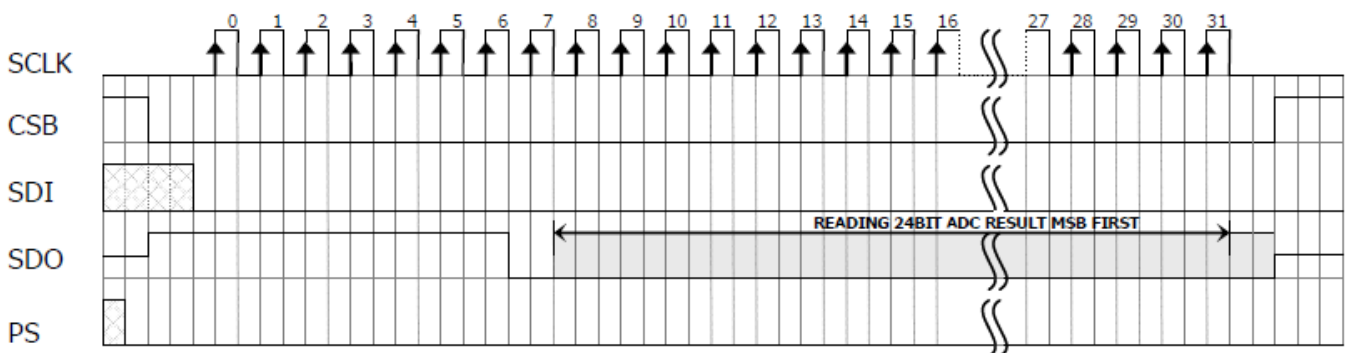 0 1 2 3 4 5 6 7 8 9 10 11 12 13 14 15 16 27 28 29 30 31
SCLK
CSB
SDI
READING 24BIT ADC RESULT MSB FIRST
SDO
PS